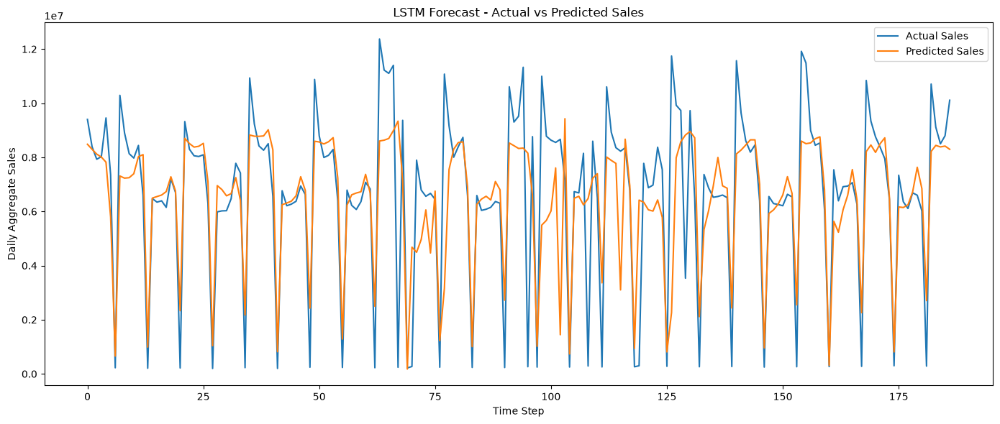 LSTM Forecast - Actual vs Predicted Sales
1e7
Actual Sales
Predicted Sales
1.2
1.0
0.8
0.6
0.4
0.2
0.0
Daily Aggregate Sales
0 25 50 75 100 125 150 175
Time Step